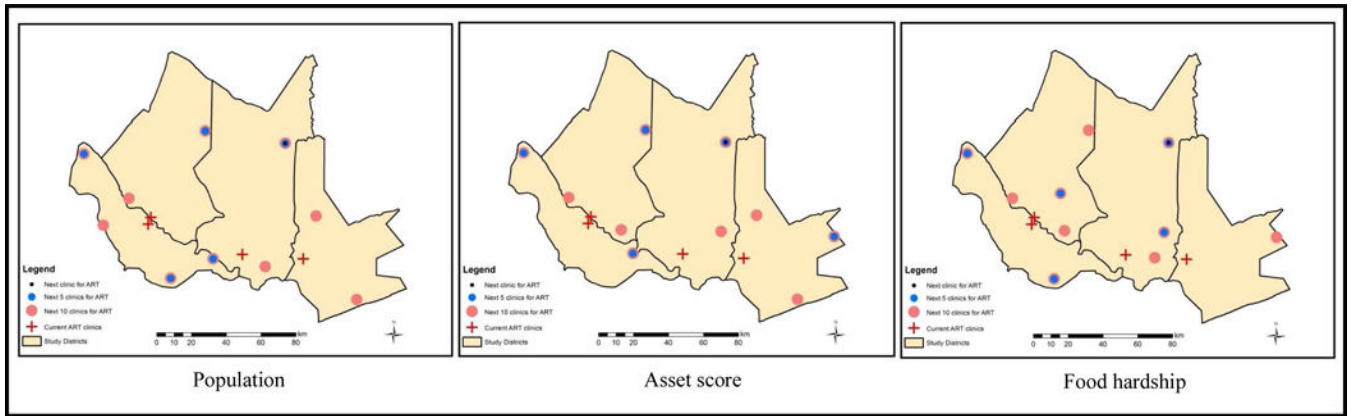 Legend
Next clinic for ART
Next 5 clinics for ART
Next 10 clinics for ART
Current ART clinics
Study Districts
km
0 10 20 40 60 80
N
Population
Legend
Next clinic for ART
Next 5 clinics for ART
Next 10 clinics for ART
Current ART clinics
Study Districts
km
0 10 20 40 60 80
N
Asset score
Legend
Next clinic for ART
Next 5 clinics for ART
Next 10 clinics for ART
Current ART clinics
Study Districts
km
0 10 20 40 60 80
N
Food hardship